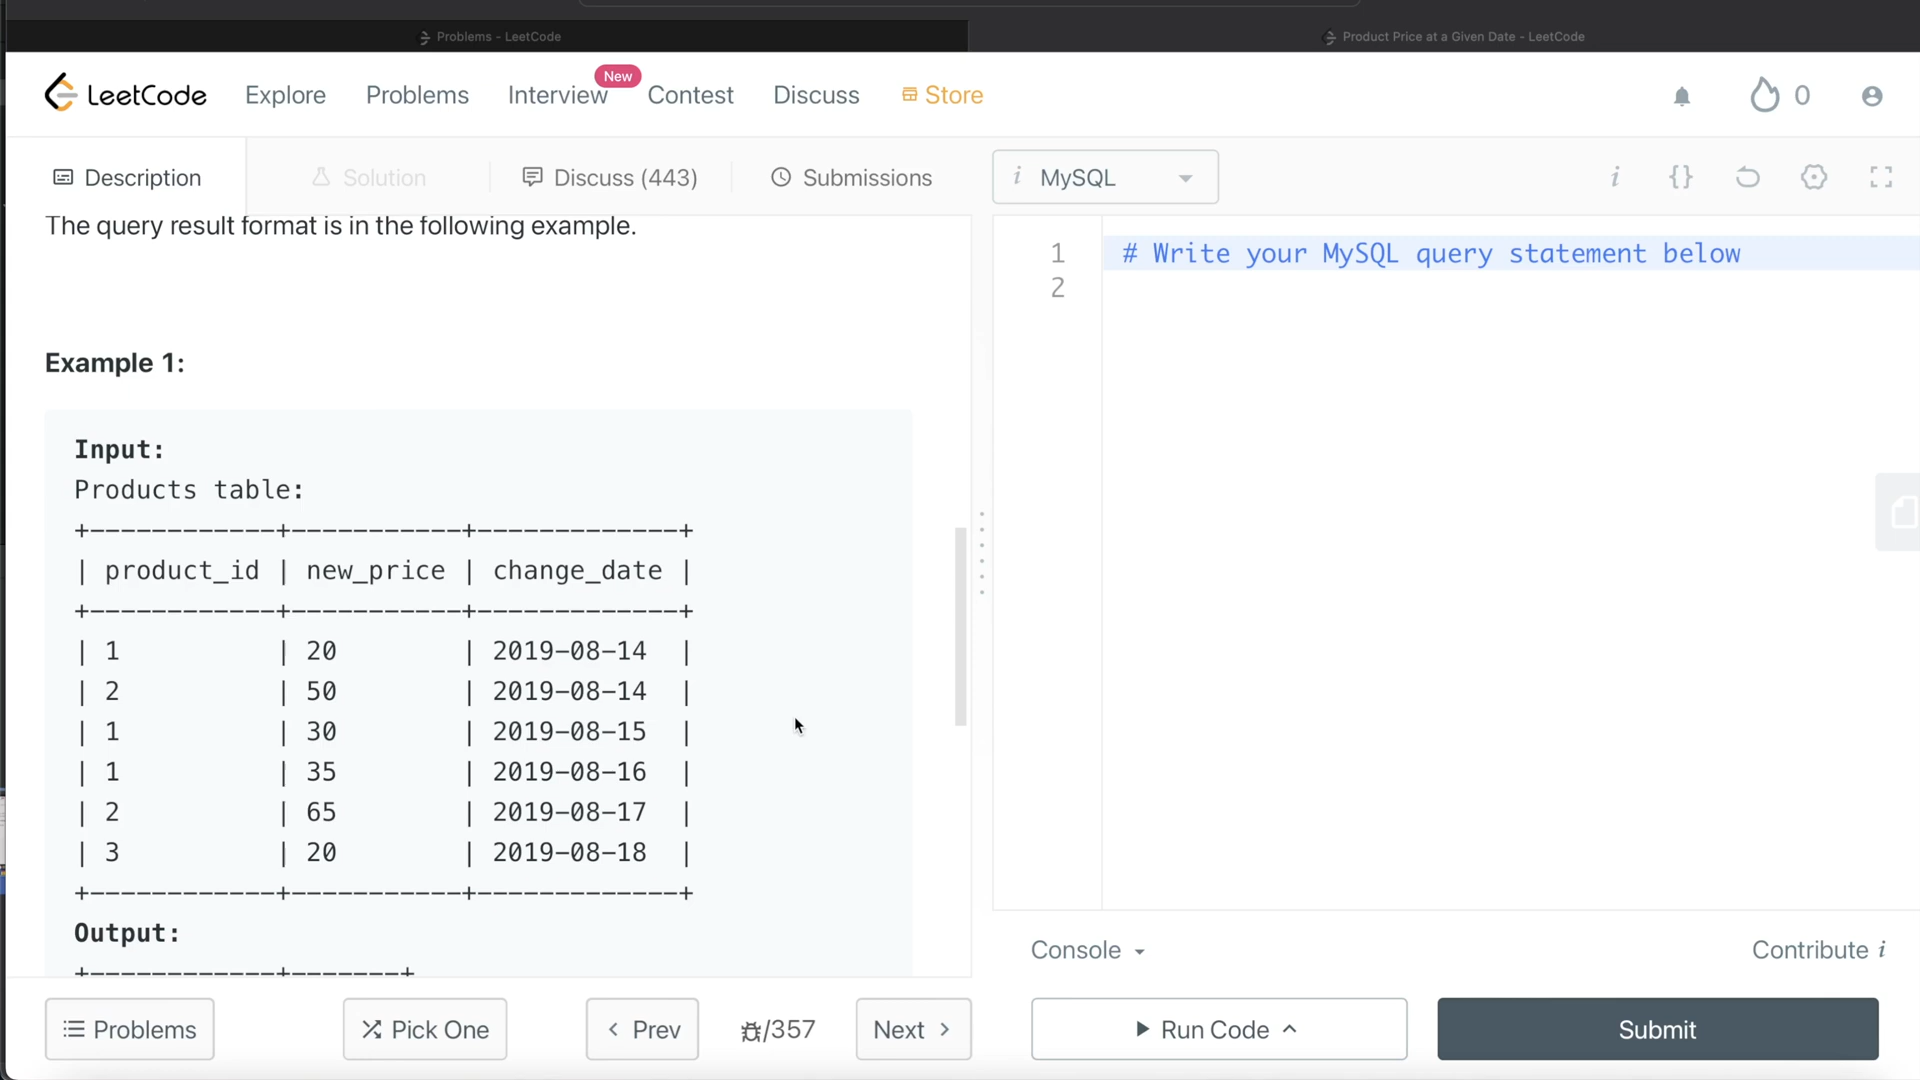 Problems - LeetCode
Product Price at a Given Date - LeetCode
LeetCode Explore Problems Interview New Contest Discuss Store 0
Description Solution Discuss (443) Submissions
i MySQL
i {}
The query result format is in the following example.
Example 1:
Input:
Products table:
+------------+-----------+-------------+
| product_id | new_price | change_date |
+------------+-----------+-------------+
| 1          | 20        | 2019-08-14  |
| 2          | 50        | 2019-08-14  |
| 1          | 30        | 2019-08-15  |
| 1          | 35        | 2019-08-16  |
| 2          | 65        | 2019-08-17  |
| 3          | 20        | 2019-08-18  |
+------------+-----------+-------------+
Output:
+------------+-------+
1 # Write your MySQL query statement below
2
Console Contribute i
Problems Pick One Prev /357 Next Run Code Submit